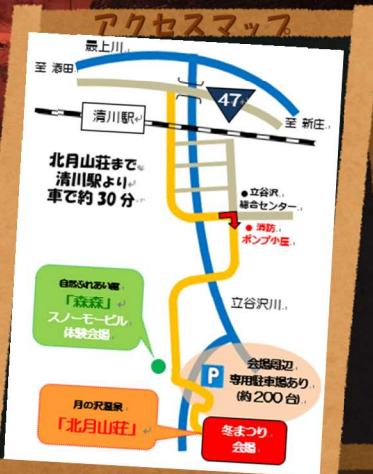 アクセスマップ
最上川
至 酒田
47
清川駅
至 新庄
北月山荘まで
清川駅より
車で約 30 分
●立谷沢
総合センター
● 消防
ポンプ小屋
自然ふれあい館
「森森」
スノーモービル
体験会場
立谷沢川
P
会場周辺
専用駐車場あり
(約 200 台)
月の沢温泉
「北月山荘」
冬まつり
会場